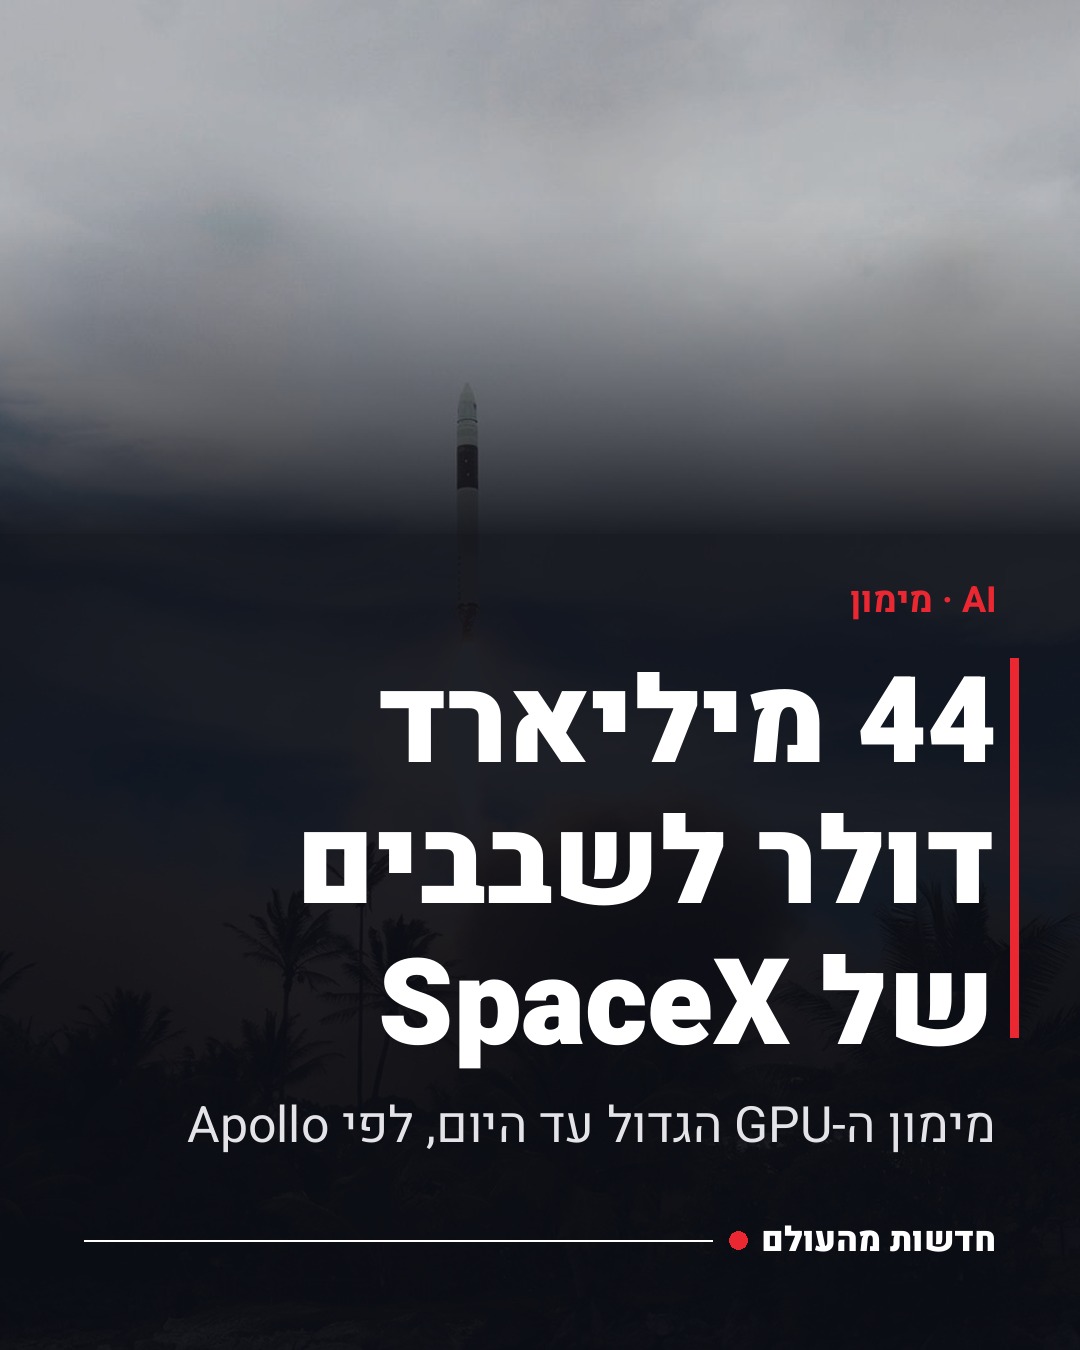 AI · מימון
44 מיליארד
דולר לשבבים
של SpaceX
מימון ה-GPU הגדול עד היום, לפי Apollo
חדשות מהעולם